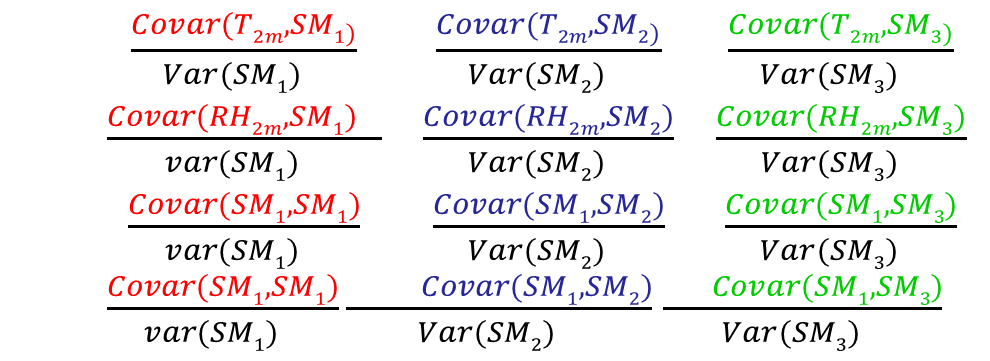 Covar(T₂ₘ,SM₁) Covar(T₂ₘ,SM₂) Covar(T₂ₘ,SM₃)
Var(SM₁) Var(SM₂) Var(SM₃)
Covar(RH₂ₘ,SM₁) Covar(RH₂ₘ,SM₂) Covar(RH₂ₘ,SM₃)
var(SM₁) Var(SM₂) Var(SM₃)
Covar(SM₁,SM₁) Covar(SM₁,SM₂) Covar(SM₁,SM₃)
var(SM₁) Var(SM₂) Var(SM₃)
Covar(SM₁,SM₁) Covar(SM₁,SM₂) Covar(SM₁,SM₃)
var(SM₁) Var(SM₂) Var(SM₃)